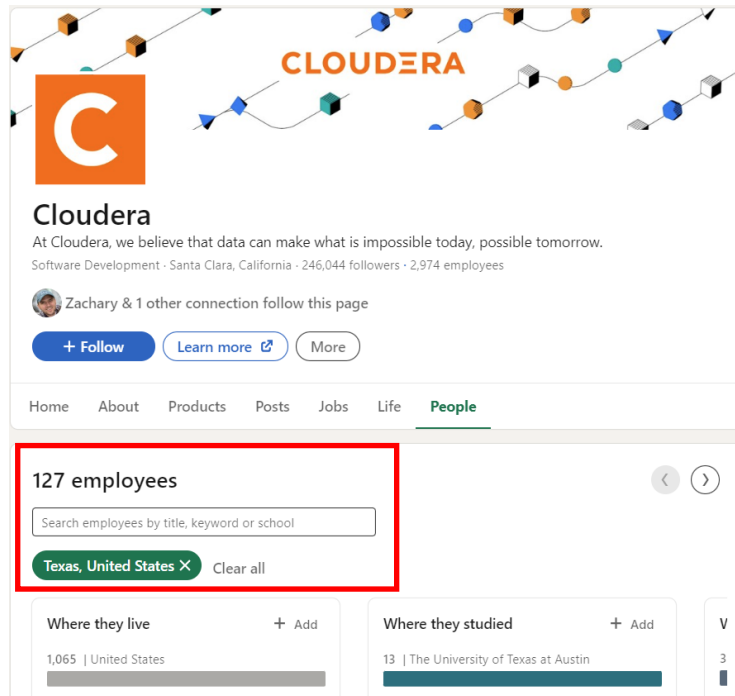 CLOUDERA
C
Cloudera
At Cloudera, we believe that data can make what is impossible today, possible tomorrow.
Software Development · Santa Clara, California · 246,044 followers · 2,974 employees
Zachary & 1 other connection follow this page
+ Follow Learn more More
Home About Products Posts Jobs Life People
127 employees
Search employees by title, keyword or school
Texas, United States × Clear all
Where they live + Add Where they studied + Add
1,065 | United States 13 | The University of Texas at Austin 3